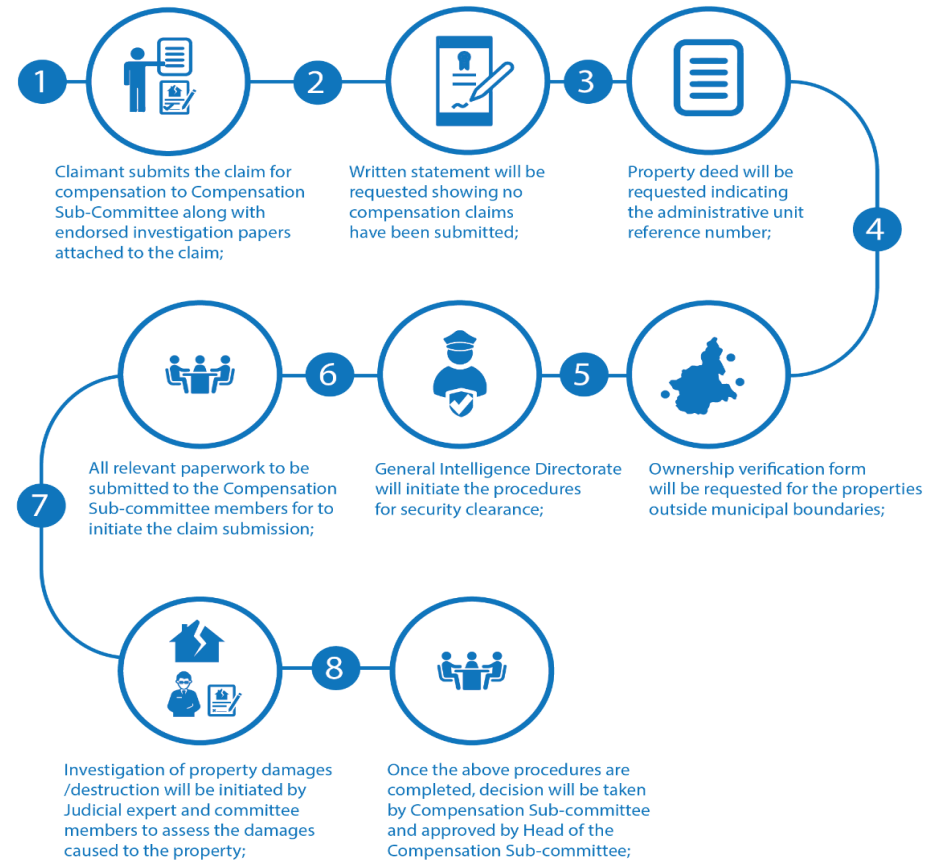 1
Claimant submits the claim for
compensation to Compensation
Sub-Committee along with
endorsed investigation papers
attached to the claim;
2
Written statement will be
requested showing no
compensation claims
have been submitted;
3
Property deed will be
requested indicating
the administrative unit
reference number;
4
Ownership verification form
will be requested for the properties
outside municipal boundaries;
5
General Intelligence Directorate
will initiate the procedures
for security clearance;
6
All relevant paperwork to be
submitted to the Compensation
Sub-committee members for to
initiate the claim submission;
7
Investigation of property damages
/destruction will be initiated by
Judicial expert and committee
members to assess the damages
caused to the property;
8
Once the above procedures are
completed, decision will be taken
by Compensation Sub-committee
and approved by Head of the
Compensation Sub-committee;